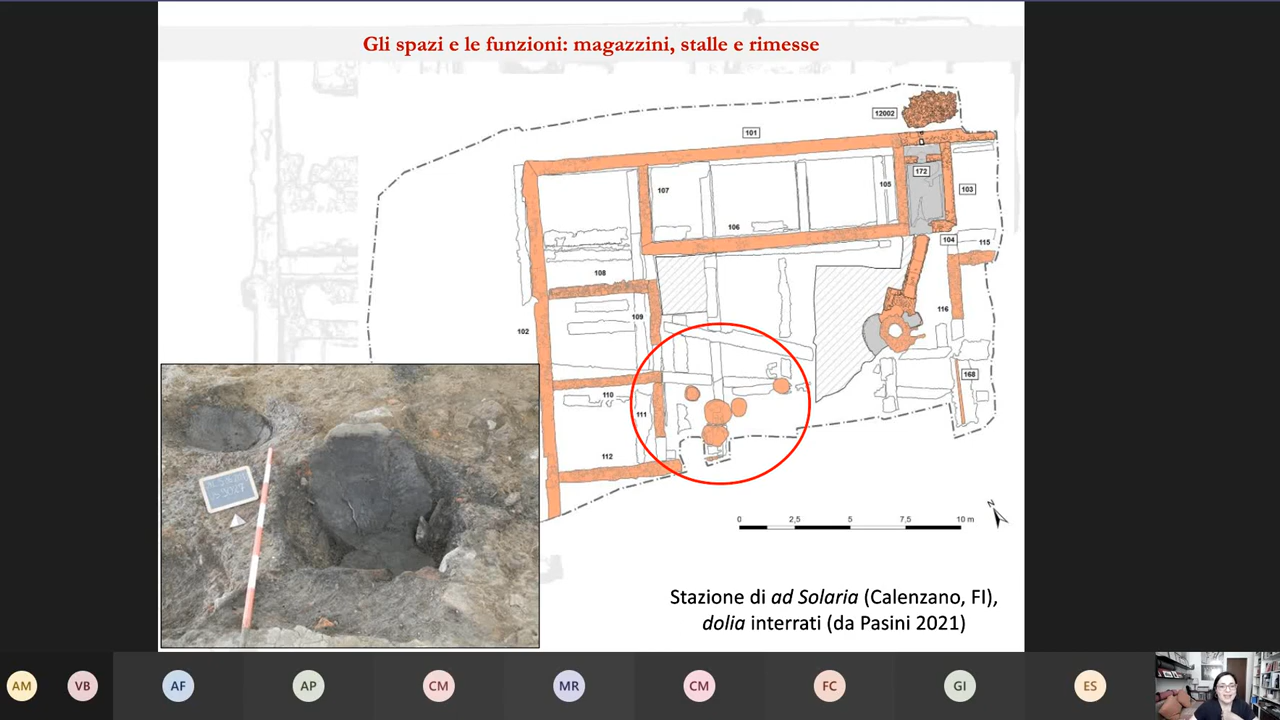 Gli spazi e le funzioni: magazzini, stalle e rimesse
12002
101
172
107
105
103
106
104
115
108
109
116
102
168
110
111
112
0 2,5 5 7,5 10 m
N
Stazione di ad Solaria (Calenzano, FI),
dolia interrati (da Pasini 2021)
AM VB AF AP CM MR CM FC GI ES